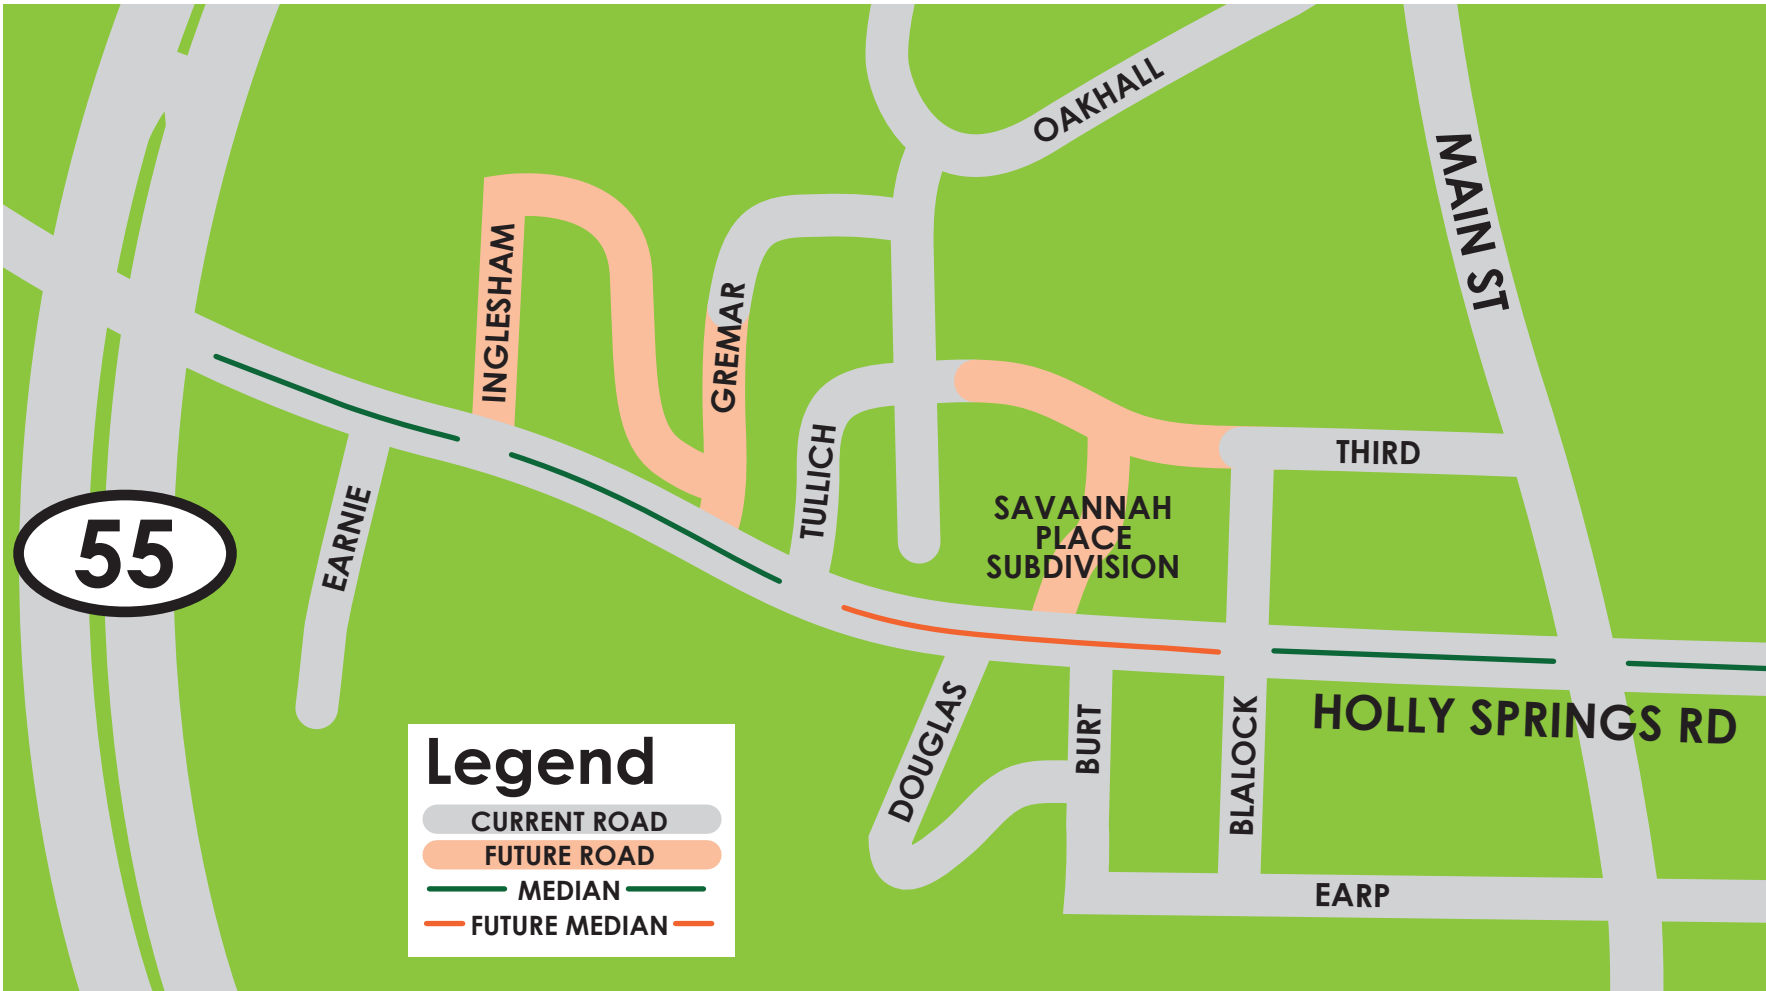 OAKHALL
MAIN ST
INGLESHAM
GREMAR
TULLICH
THIRD
SAVANNAH
PLACE
SUBDIVISION
55
EARNIE
HOLLY SPRINGS RD
DOUGLAS
BURT
BLALOCK
EARP
Legend
CURRENT ROAD
FUTURE ROAD
MEDIAN
FUTURE MEDIAN